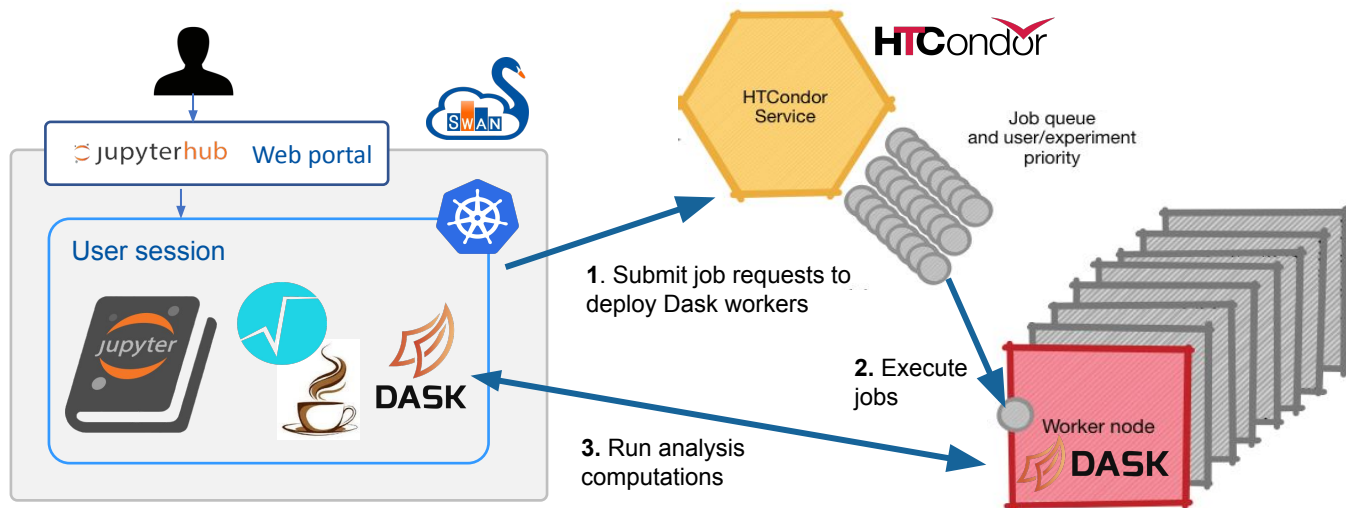 HTCondor
HTCondor
Service
Job queue
and user/experiment
priority
SWAN
jupyterhub Web portal
User session
1. Submit job requests to
deploy Dask workers
jupyter
DASK
2. Execute
jobs
3. Run analysis
computations
Worker node
DASK